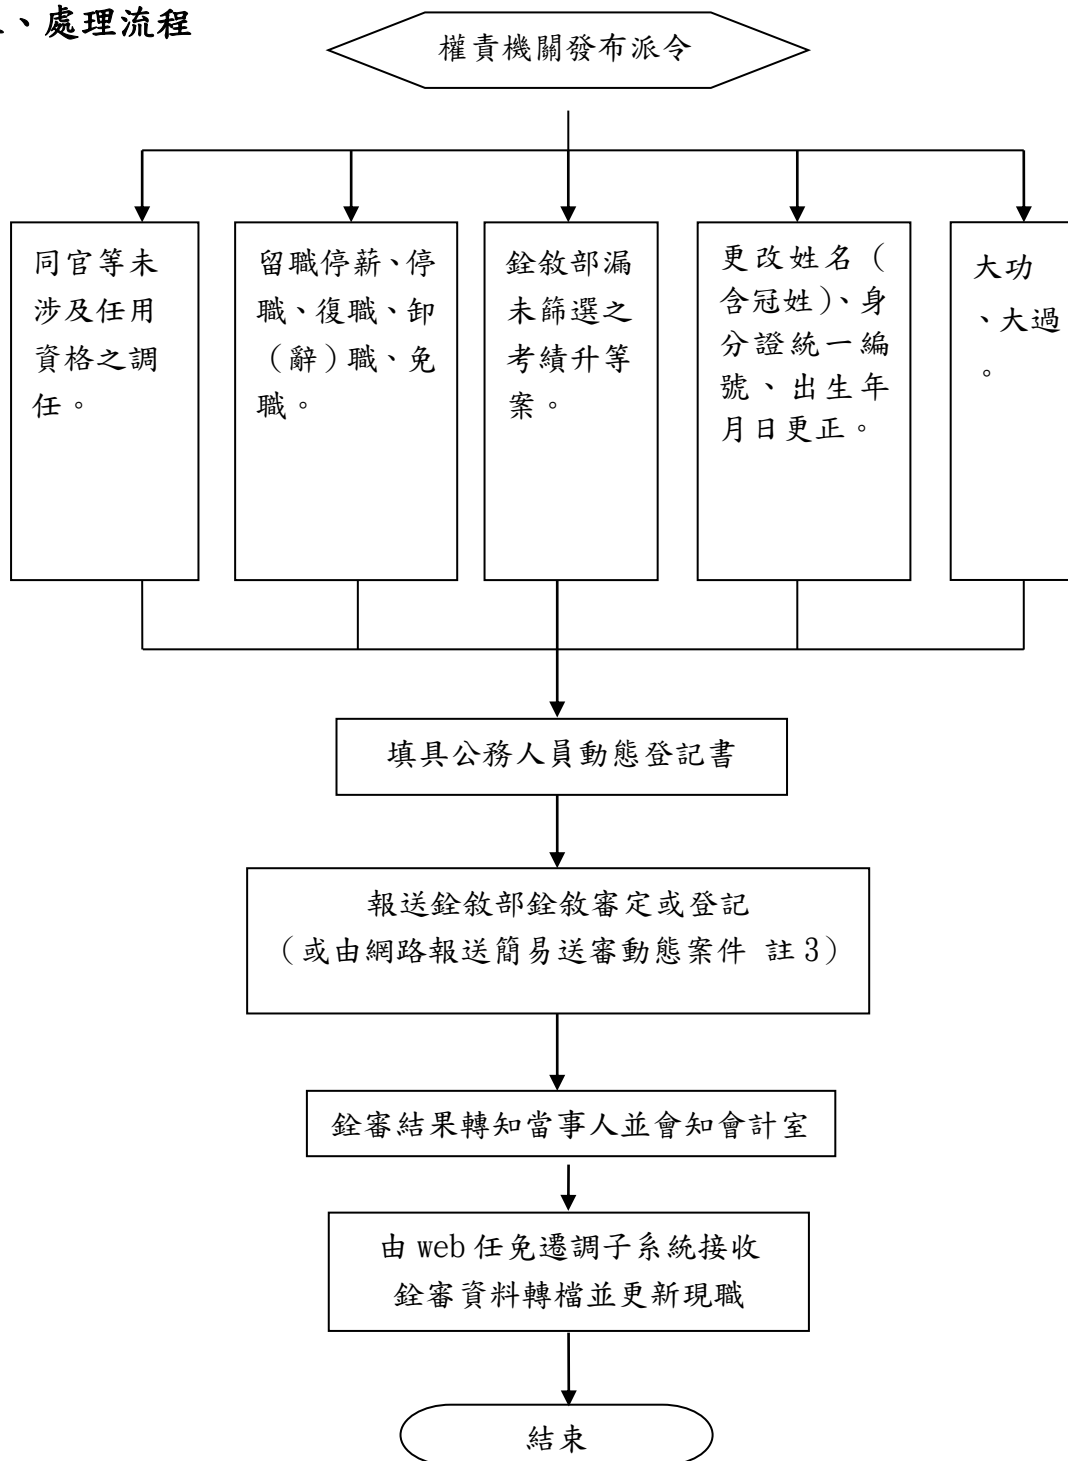 、處理流程
權責機關發布派令
同官等未
涉及任用
資格之調
任。
留職停薪、停
職、復職、卸
（辭）職、免
職。
銓敘部漏
未篩選之
考績升等
案。
更改姓名（
含冠姓）、身
分證統一編
號、出生年
月日更正。
大功
、大過
。
填具公務人員動態登記書
報送銓敘部銓敘審定或登記
（或由網路報送簡易送審動態案件 註3）
銓審結果轉知當事人並會知會計室
由web任免遷調子系統接收
銓審資料轉檔並更新現職
結束